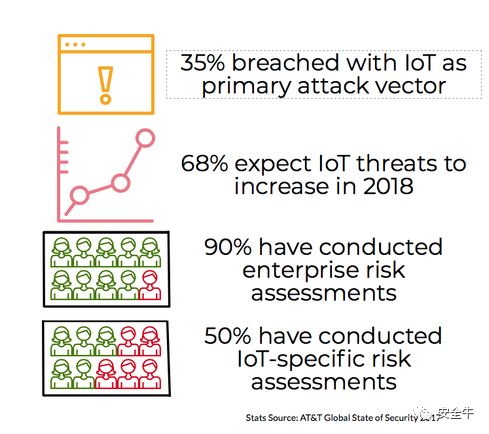 35% breached with IoT as
primary attack vector
68% expect IoT threats to
increase in 2018
90% have conducted
enterprise risk
assessments
50% have conducted
IoT-specific risk
assessments
Stats Source: AT&T Global State of Security 2017
安全牛